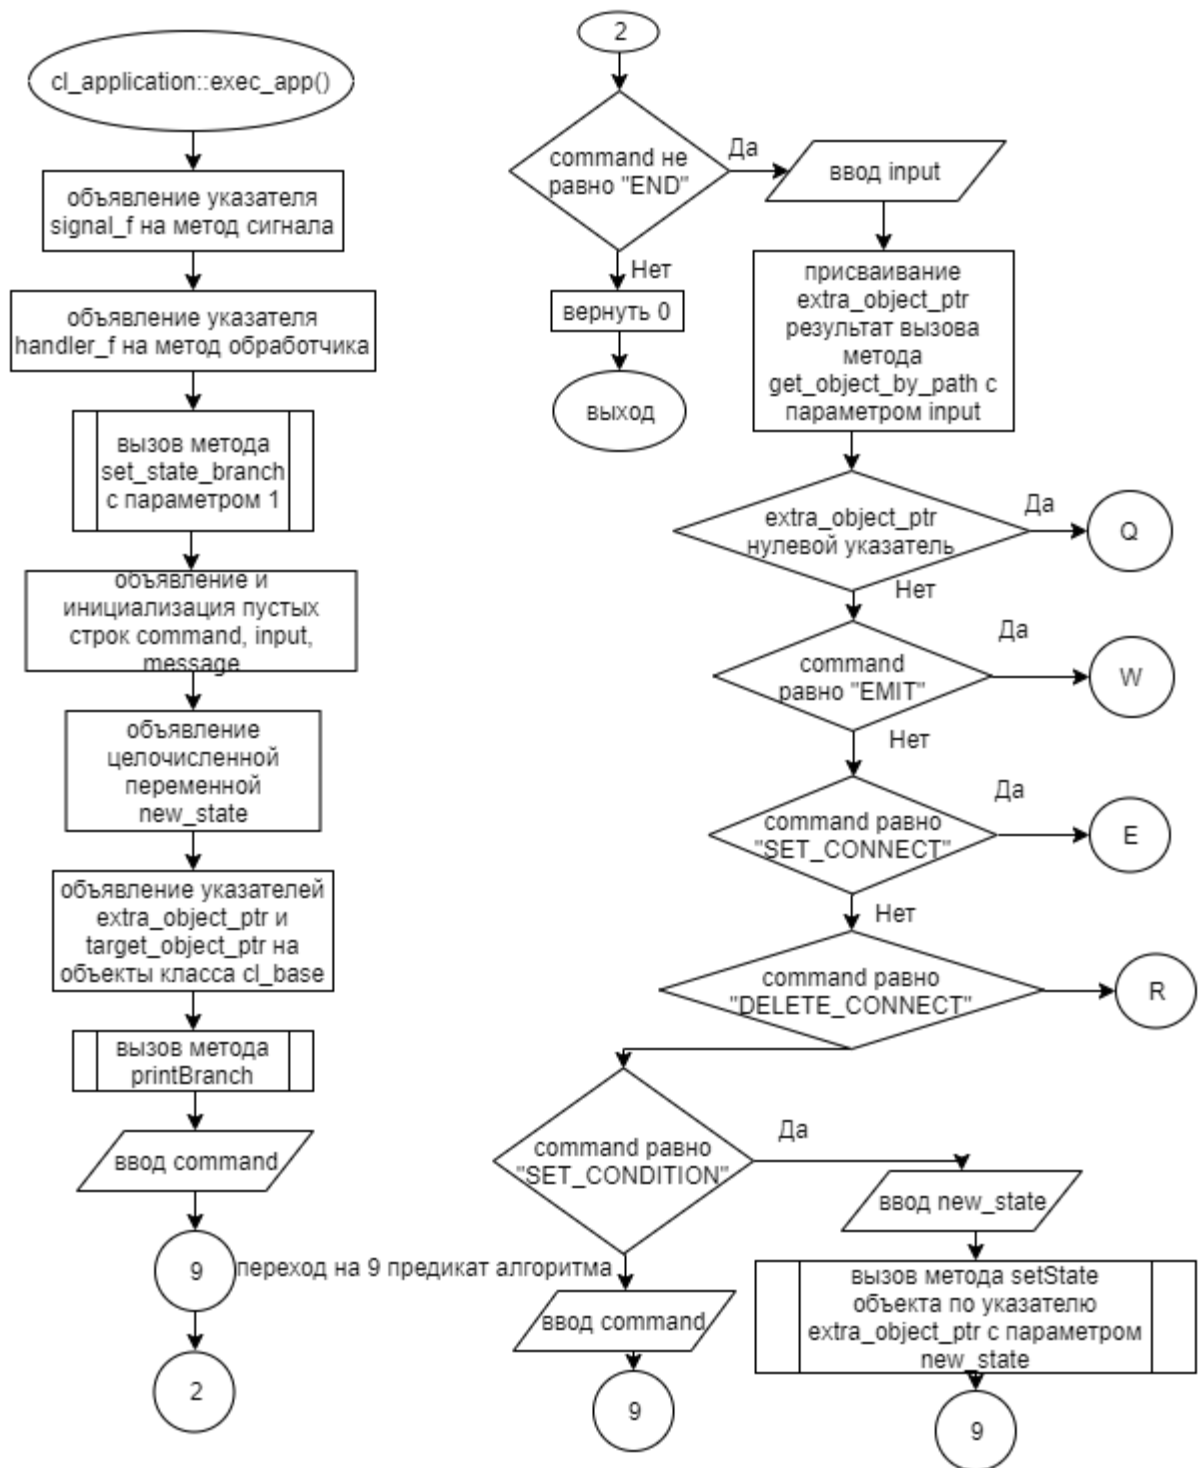 cl_application::exec_app()
объявление указателя
signal_f на метод сигнала
объявление указателя
handler_f на метод обработчика
вызов метода
set_state_branch
с параметром 1
объявление и
инициализация пустых
строк command, input,
message
объявление
целочисленной
переменной
new_state
объявление указателей
extra_object_ptr и
target_object_ptr на
объекты класса cl_base
вызов метода
printBranch
ввод command
9
переход на 9 предикат алгоритма
2
2
command не
равно "END"
Да
ввод input
Нет
вернуть 0
выход
присваивание
extra_object_ptr
результат вызова
метода
get_object_by_path с
параметром input
extra_object_ptr
нулевой указатель
Да
Q
Нет
command
равно "EMIT"
Да
W
Нет
command равно
"SET_CONNECT"
Да
E
Нет
command равно
"DELETE_CONNECT"
R
command равно
"SET_CONDITION"
Да
ввод new_state
вызов метода setState
объекта по указателю
extra_object_ptr с параметром
new_state
9
ввод command
9